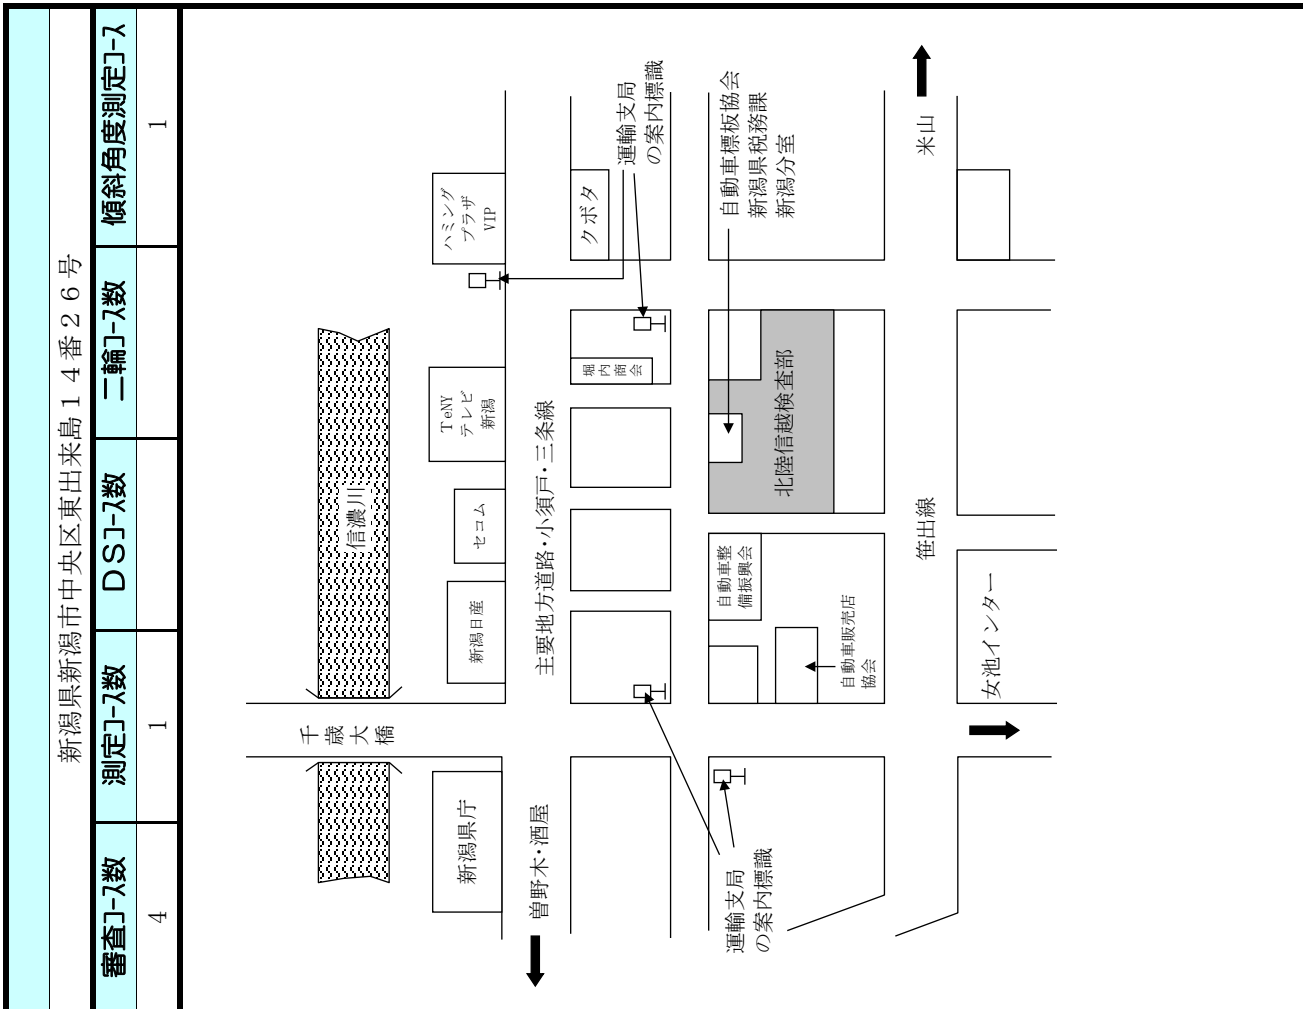 新潟県新潟市中央区東出来島１４番２６号
審査ｺｰｽ数
測定ｺｰｽ数
ＤＳｺｰｽ数
二輪ｺｰｽ数
傾斜角度測定ｺｰｽ
4
1
1
信濃川
千歳大橋
新潟県庁
新潟日産
セコム
TeNY
テレビ
新潟
ハミング
プラザ
VIP
曽野木・酒屋
主要地方道路・小須戸・三条線
堀内商会
クボタ
運輸支局
の案内標識
運輸支局
の案内標識
自動車整
備振興会
自動車販売店
協会
北陸信越検査部
自動車標板協会
新潟県税務課
新潟分室
笹出線
米山
女池インター